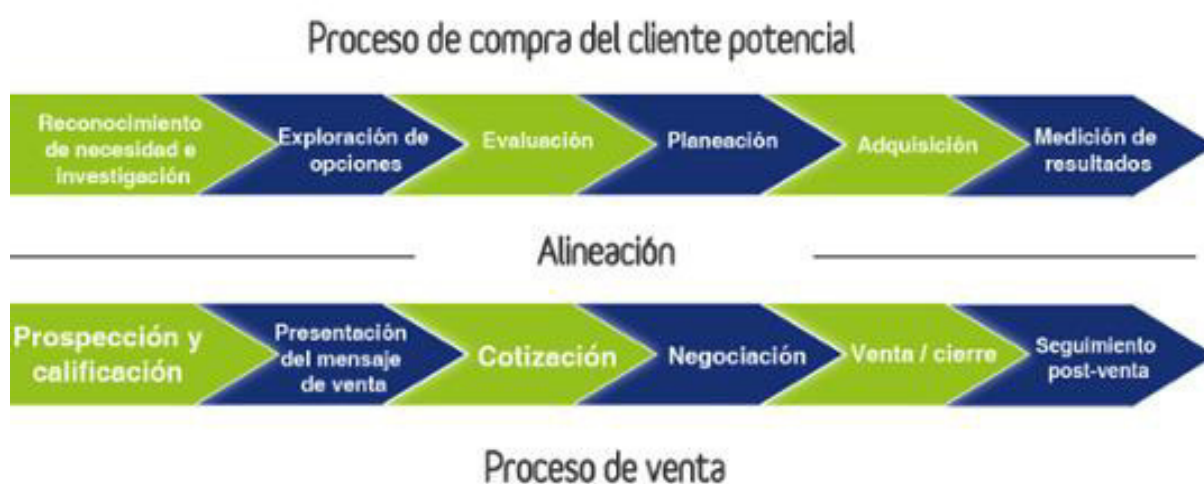 Proceso de compra del cliente potencial
Reconocimiento
de necesidad e
investigación
Exploración de
opciones
Evaluación
Planeación
Adquisición
Medición de
resultados
Alineación
Prospección y
calificación
Presentación
del mensaje
de venta
Cotización
Negociación
Venta / cierre
Seguimiento
post-venta
Proceso de venta